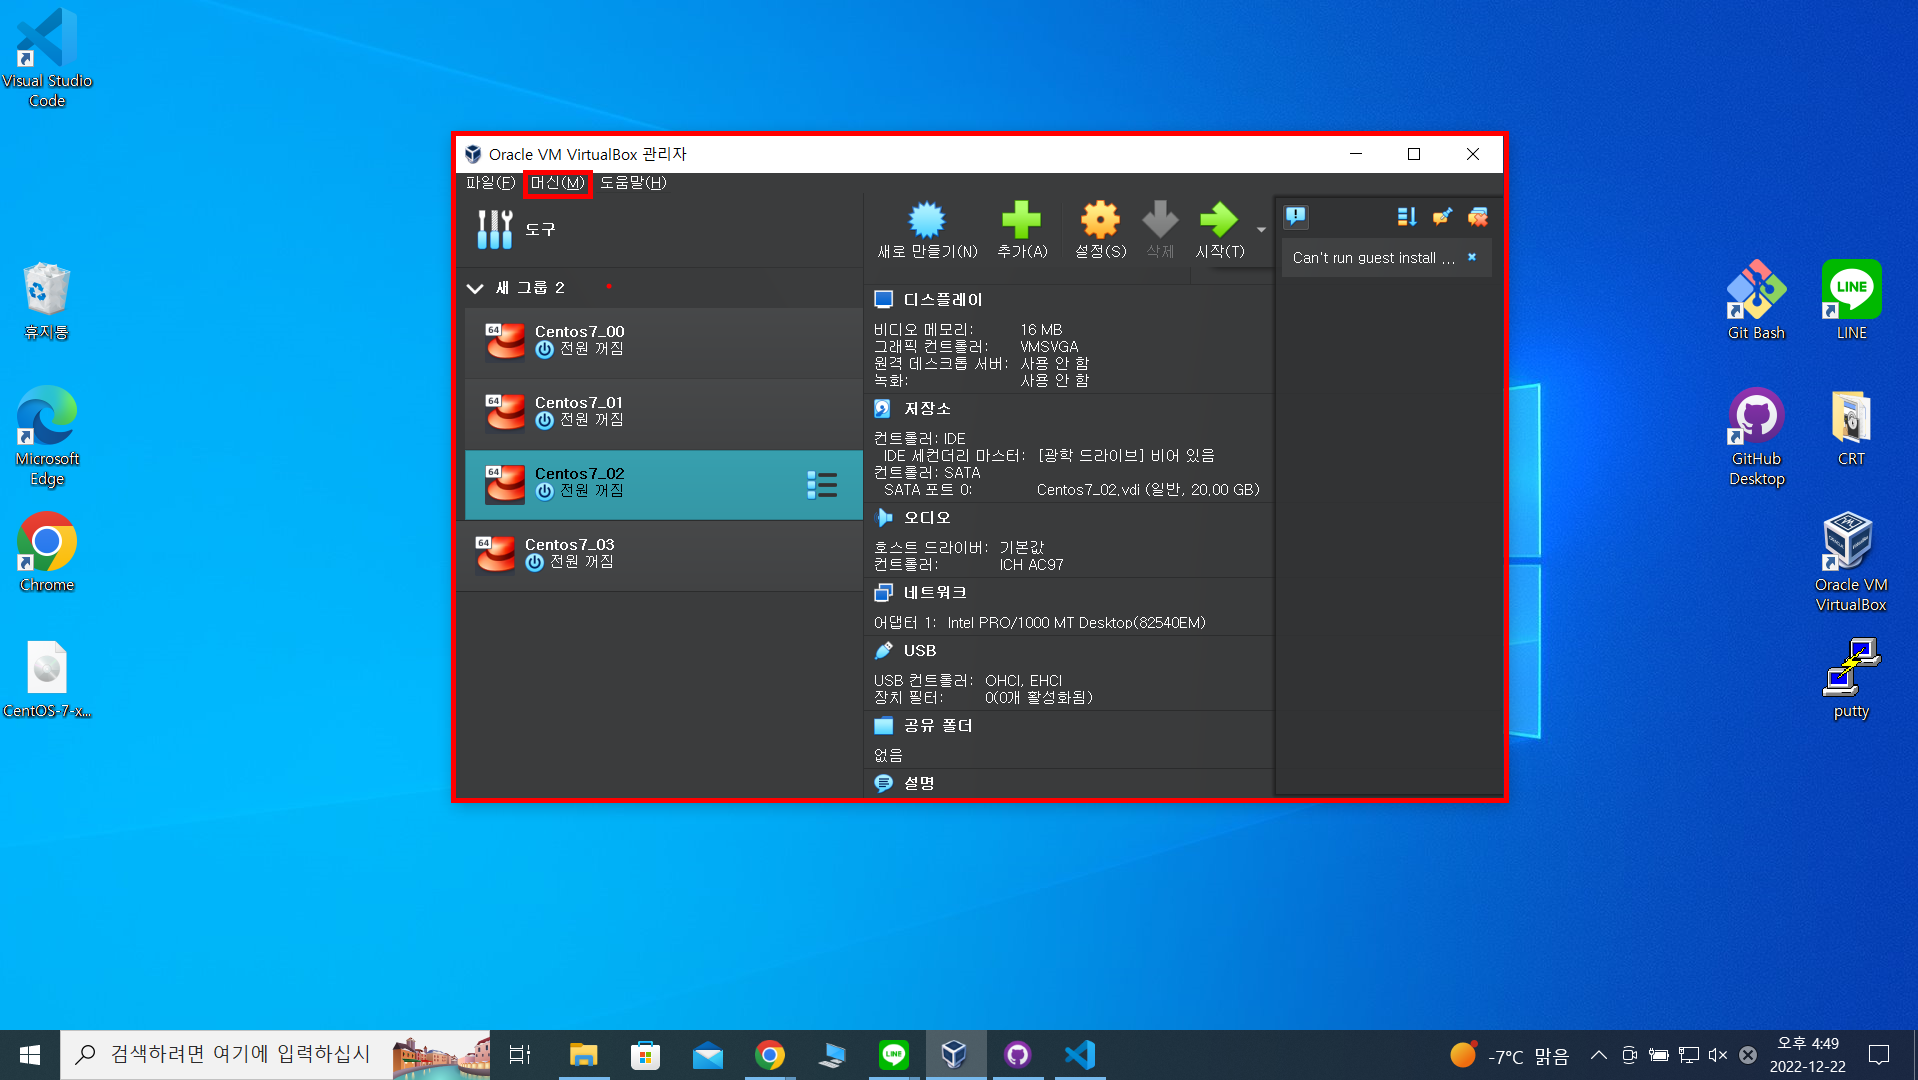 Visual Studio
Code
휴지통
Microsoft
Edge
Chrome
CentOS-7-x...
Oracle VM VirtualBox 관리자
파일(F) 머신(M) 도움말(H)
도구
새로 만들기(N) 추가(A) 설정(S) 삭제 시작(T)
새 그룹 2
64 Centos7_00
전원 꺼짐
64 Centos7_01
전원 꺼짐
64 Centos7_02
전원 꺼짐
64 Centos7_03
전원 꺼짐
디스플레이
비디오 메모리: 16 MB
그래픽 컨트롤러: VMSVGA
원격 데스크톱 서버: 사용 안 함
녹화: 사용 안 함
저장소
컨트롤러: IDE
IDE 세컨더리 마스터: [광학 드라이브] 비어 있음
컨트롤러: SATA
SATA 포트 0: Centos7_02.vdi (일반, 20.00 GB)
오디오
호스트 드라이버: 기본값
컨트롤러: ICH AC97
네트워크
어댑터 1: Intel PRO/1000 MT Desktop(82540EM)
USB
USB 컨트롤러: OHCI, EHCI
장치 필터: 0(0개 활성화됨)
공유 폴더
없음
설명
Can't run guest install ...
Git Bash
LINE
LINE
GitHub
Desktop
CRT
Oracle VM
VirtualBox
putty
검색하려면 여기에 입력하십시
LINE
-7°C 맑음
오후 4:49
2022-12-22